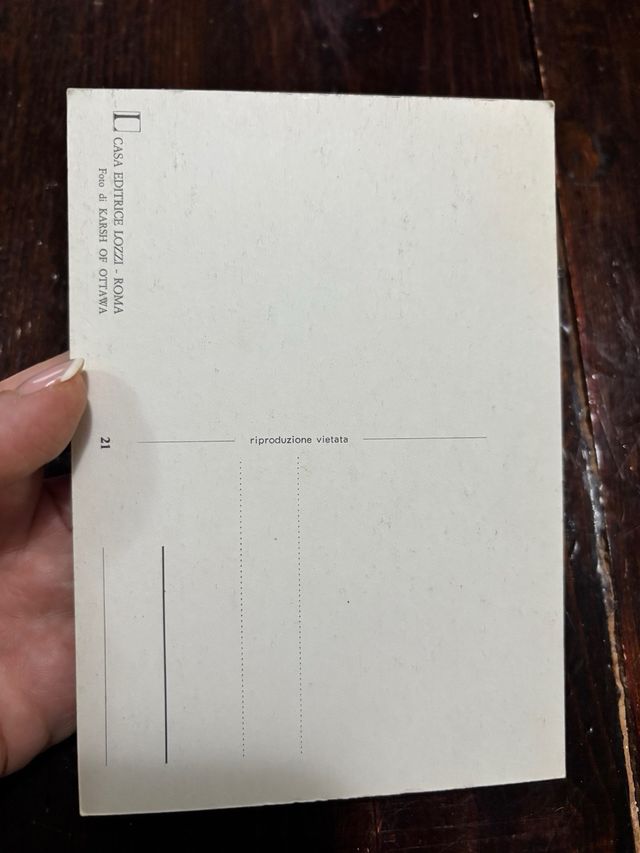 CASA EDITRICE LOZZI - ROMA
Foto di KARSH OF OTTAWA
21
riproduzione vietata